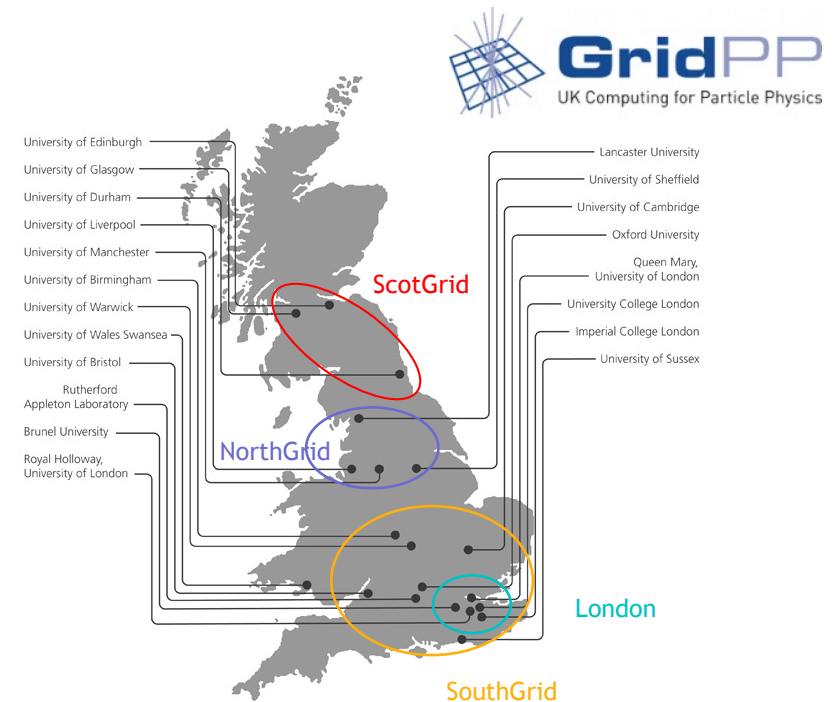 GridPP
UK Computing for Particle Physics
University of Edinburgh
University of Glasgow
University of Durham
University of Liverpool
University of Manchester
University of Birmingham
University of Warwick
University of Wales Swansea
University of Bristol
Rutherford
Appleton Laboratory
Brunel University
Royal Holloway,
University of London
Lancaster University
University of Sheffield
University of Cambridge
Oxford University
Queen Mary,
University of London
University College London
Imperial College London
University of Sussex
ScotGrid
NorthGrid
London
SouthGrid